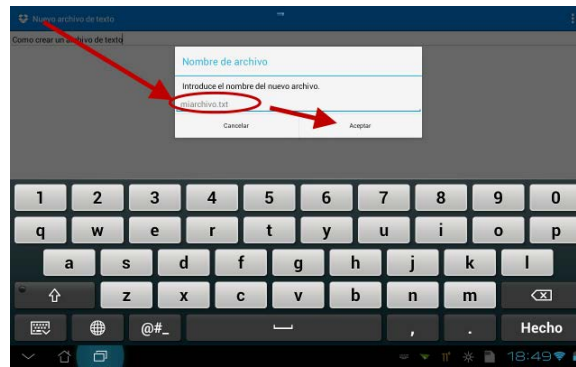 Nuevo archivo de texto
Como crear un archivo de texto
Nombre de archivo
Introduce el nombre del nuevo archivo.
miarchivo.txt
Cancelar Aceptar
1 2 3 4 5 6 7 8 9 0
q w e r t y u i o p
a s d f g h j k l
z x c v b n m
@#_ , . Hecho
18:49